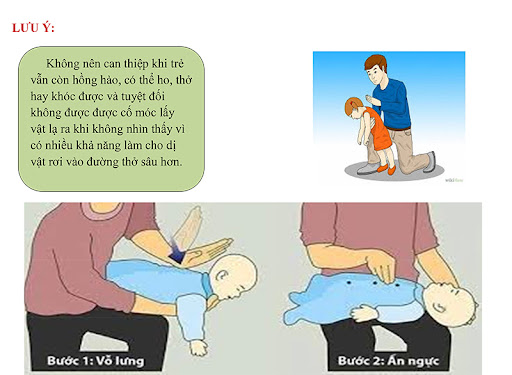 LƯU Ý:
Không nên can thiệp khi trẻ
vẫn còn hồng hào, có thể ho, thở
hay khóc được và tuyệt đối
không được được cố móc lấy
vật lạ ra khi không nhìn thấy vì
có nhiều khả năng làm cho dị
vật rơi vào đường thở sâu hơn.
Bước 1: Vỗ lưng
Bước 2: Ấn ngực